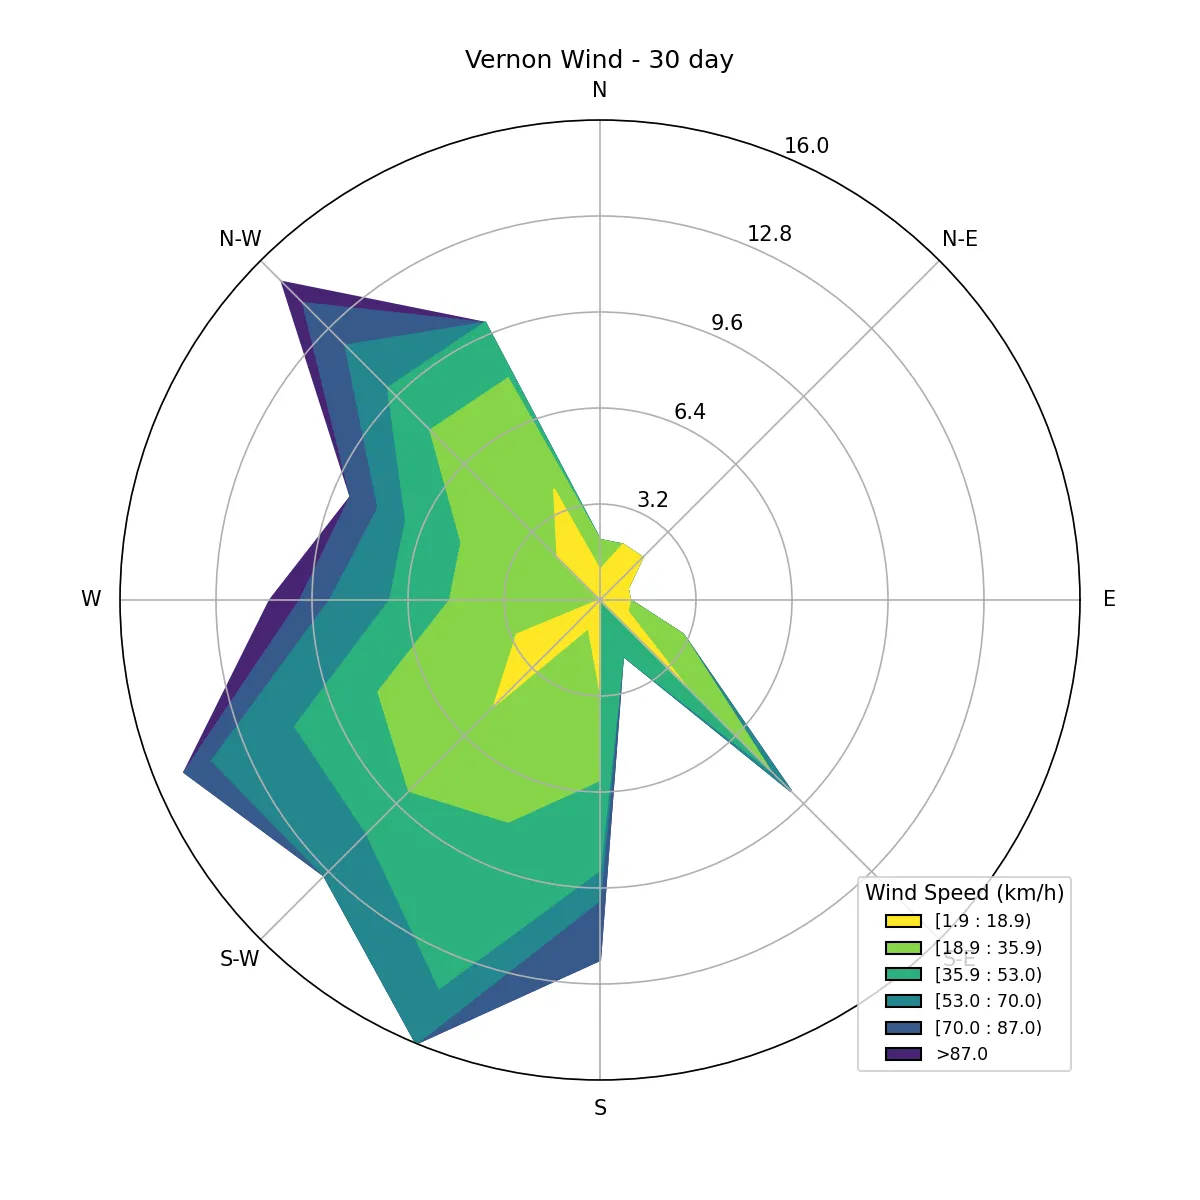 Vernon Wind - 30 day
N
16.0
12.8
N-W
N-E
9.6
6.4
3.2
W
E
Wind Speed (km/h)
[1.9 : 18.9)
[18.9 : 35.9)
S-W
S-E
[35.9 : 53.0)
[53.0 : 70.0)
[70.0 : 87.0)
>87.0
S